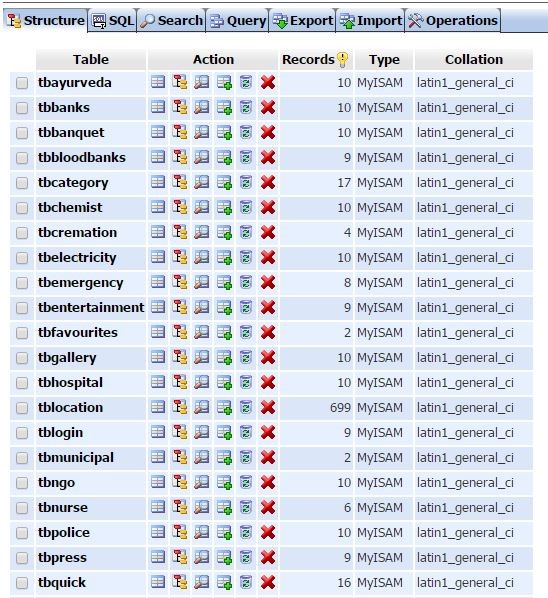 Structure SQL Search Query Export Import Operations
Table Action Records Type Collation
tbayurveda 10 MyISAM latin1_general_ci
tbbanks 10 MyISAM latin1_general_ci
tbbanquet 10 MyISAM latin1_general_ci
tbbloodbanks 9 MyISAM latin1_general_ci
tbcategory 17 MyISAM latin1_general_ci
tbchemist 10 MyISAM latin1_general_ci
tbcremation 4 MyISAM latin1_general_ci
tbelectricity 10 MyISAM latin1_general_ci
tbemergency 8 MyISAM latin1_general_ci
tbentertainment 9 MyISAM latin1_general_ci
tbfavourites 2 MyISAM latin1_general_ci
tbgallery 10 MyISAM latin1_general_ci
tbhospital 10 MyISAM latin1_general_ci
tblocation 699 MyISAM latin1_general_ci
tblogin 9 MyISAM latin1_general_ci
tbmunicipal 2 MyISAM latin1_general_ci
tbngo 10 MyISAM latin1_general_ci
tbnurse 6 MyISAM latin1_general_ci
tbpolice 10 MyISAM latin1_general_ci
tbpress 9 MyISAM latin1_general_ci
tbquick 16 MyISAM latin1_general_ci